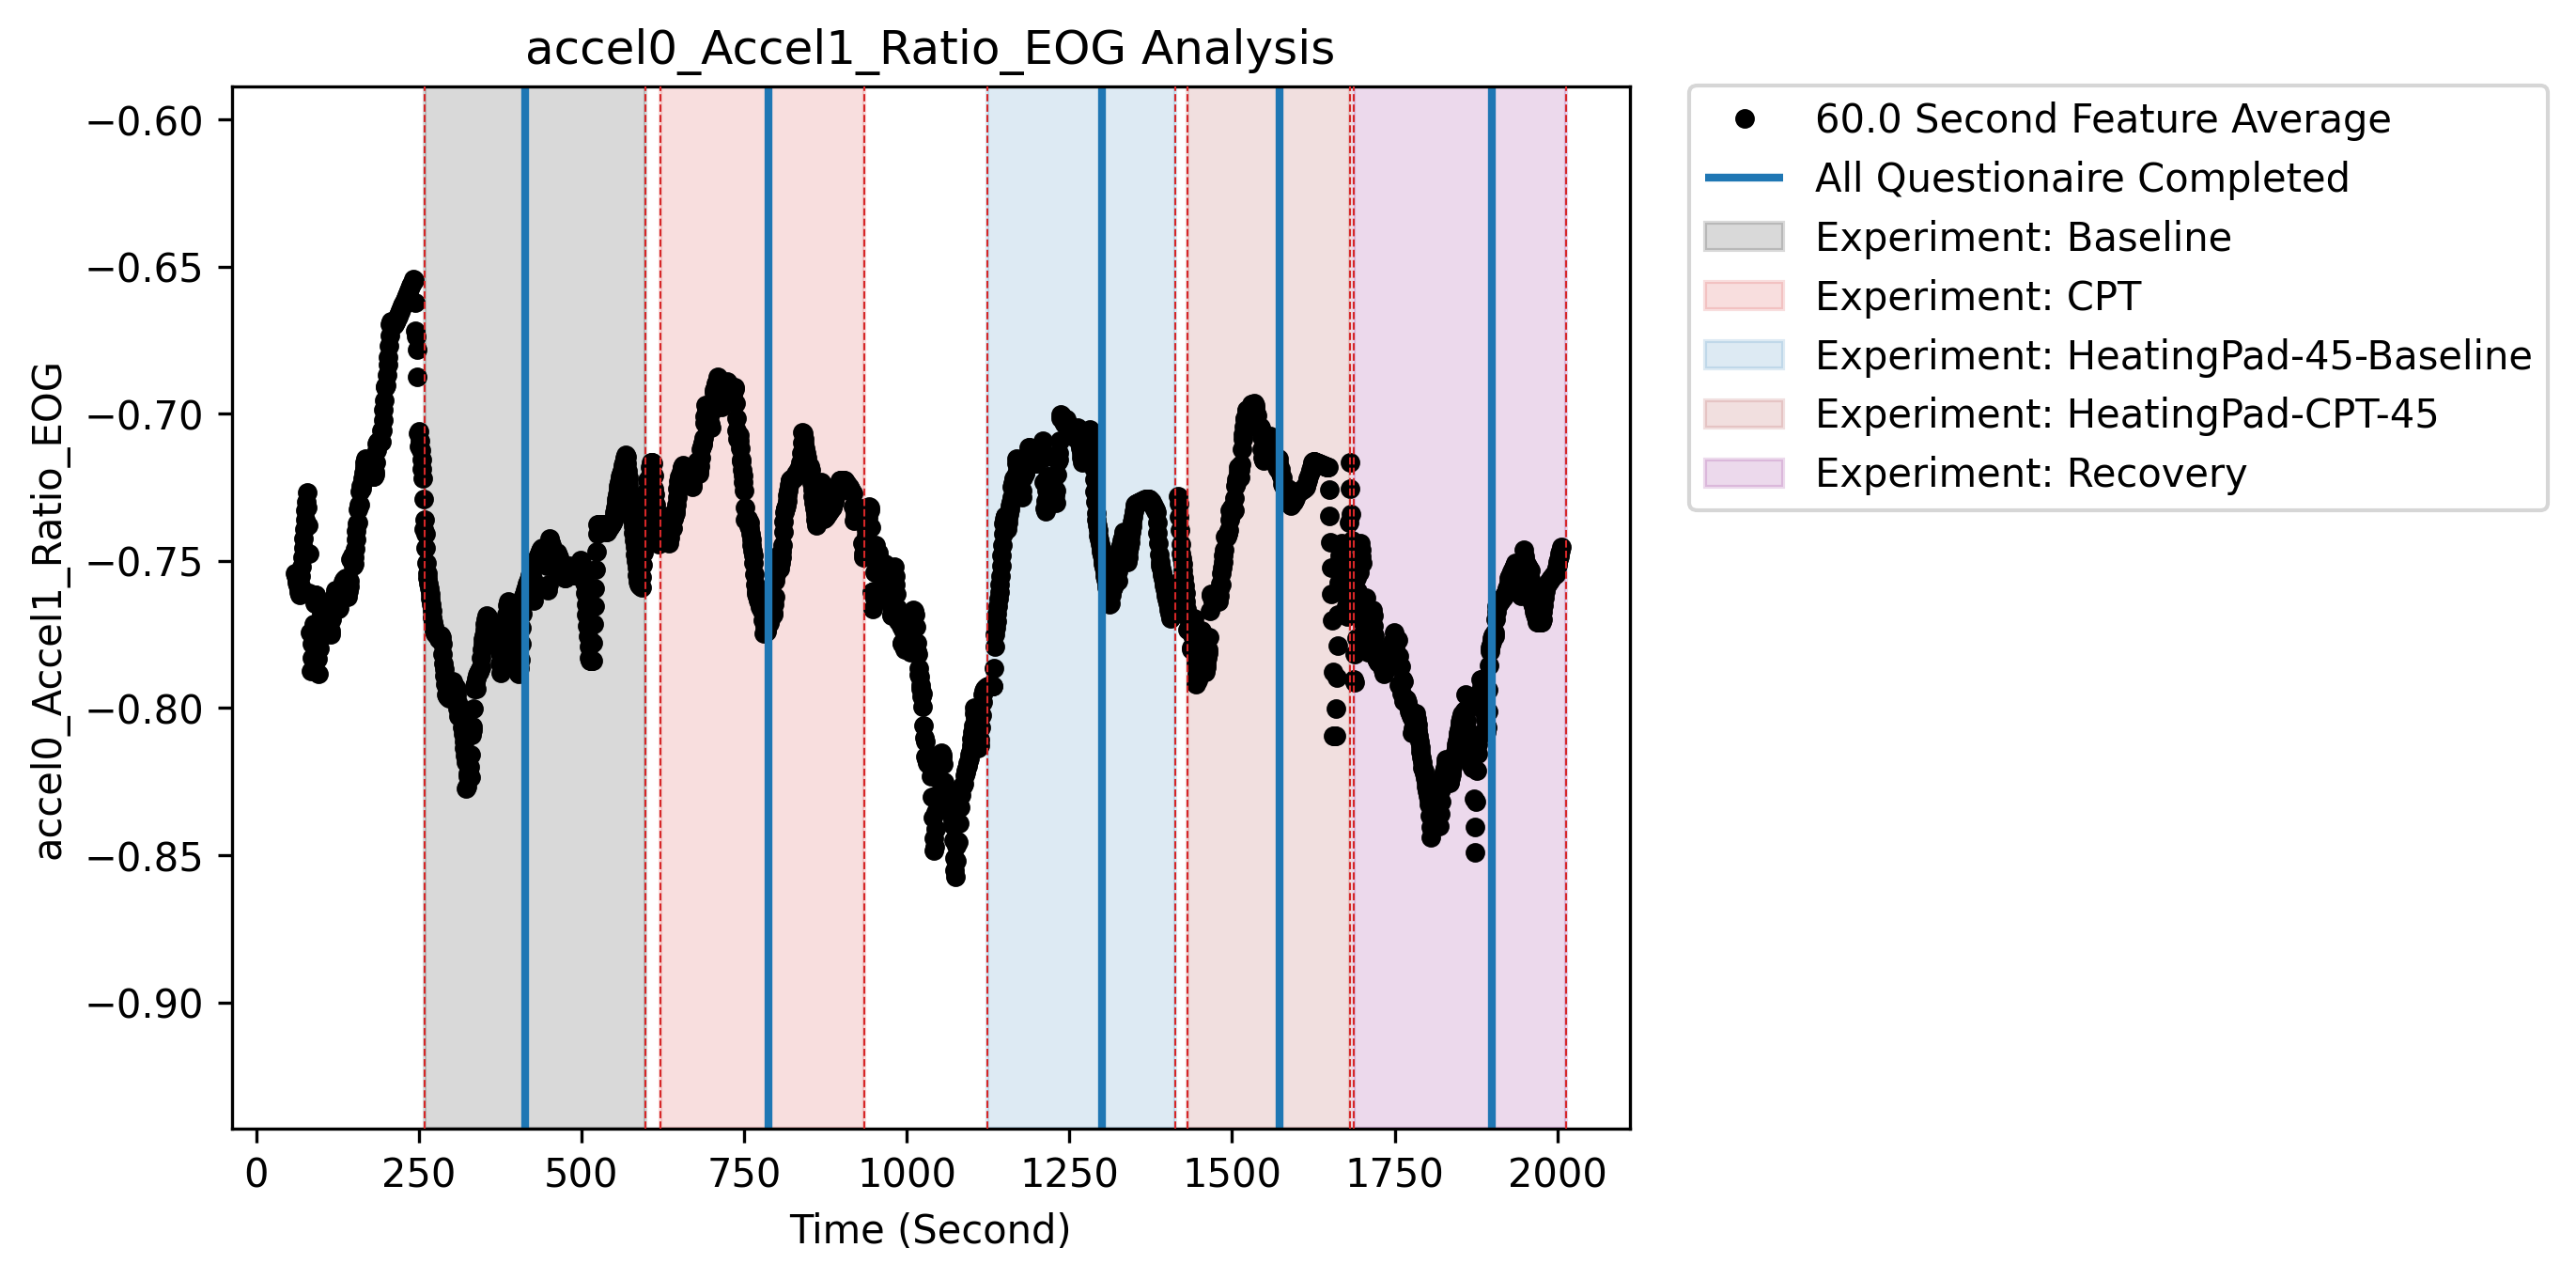 accel0_Accel1_Ratio_EOG Analysis
accel0_Accel1_Ratio_EOG
−0.60
−0.65
−0.70
−0.75
−0.80
−0.85
−0.90
0 250 500 750 1000 1250 1500 1750 2000
Time (Second)
60.0 Second Feature Average
All Questionaire Completed
Experiment: Baseline
Experiment: CPT
Experiment: HeatingPad-45-Baseline
Experiment: HeatingPad-CPT-45
Experiment: Recovery